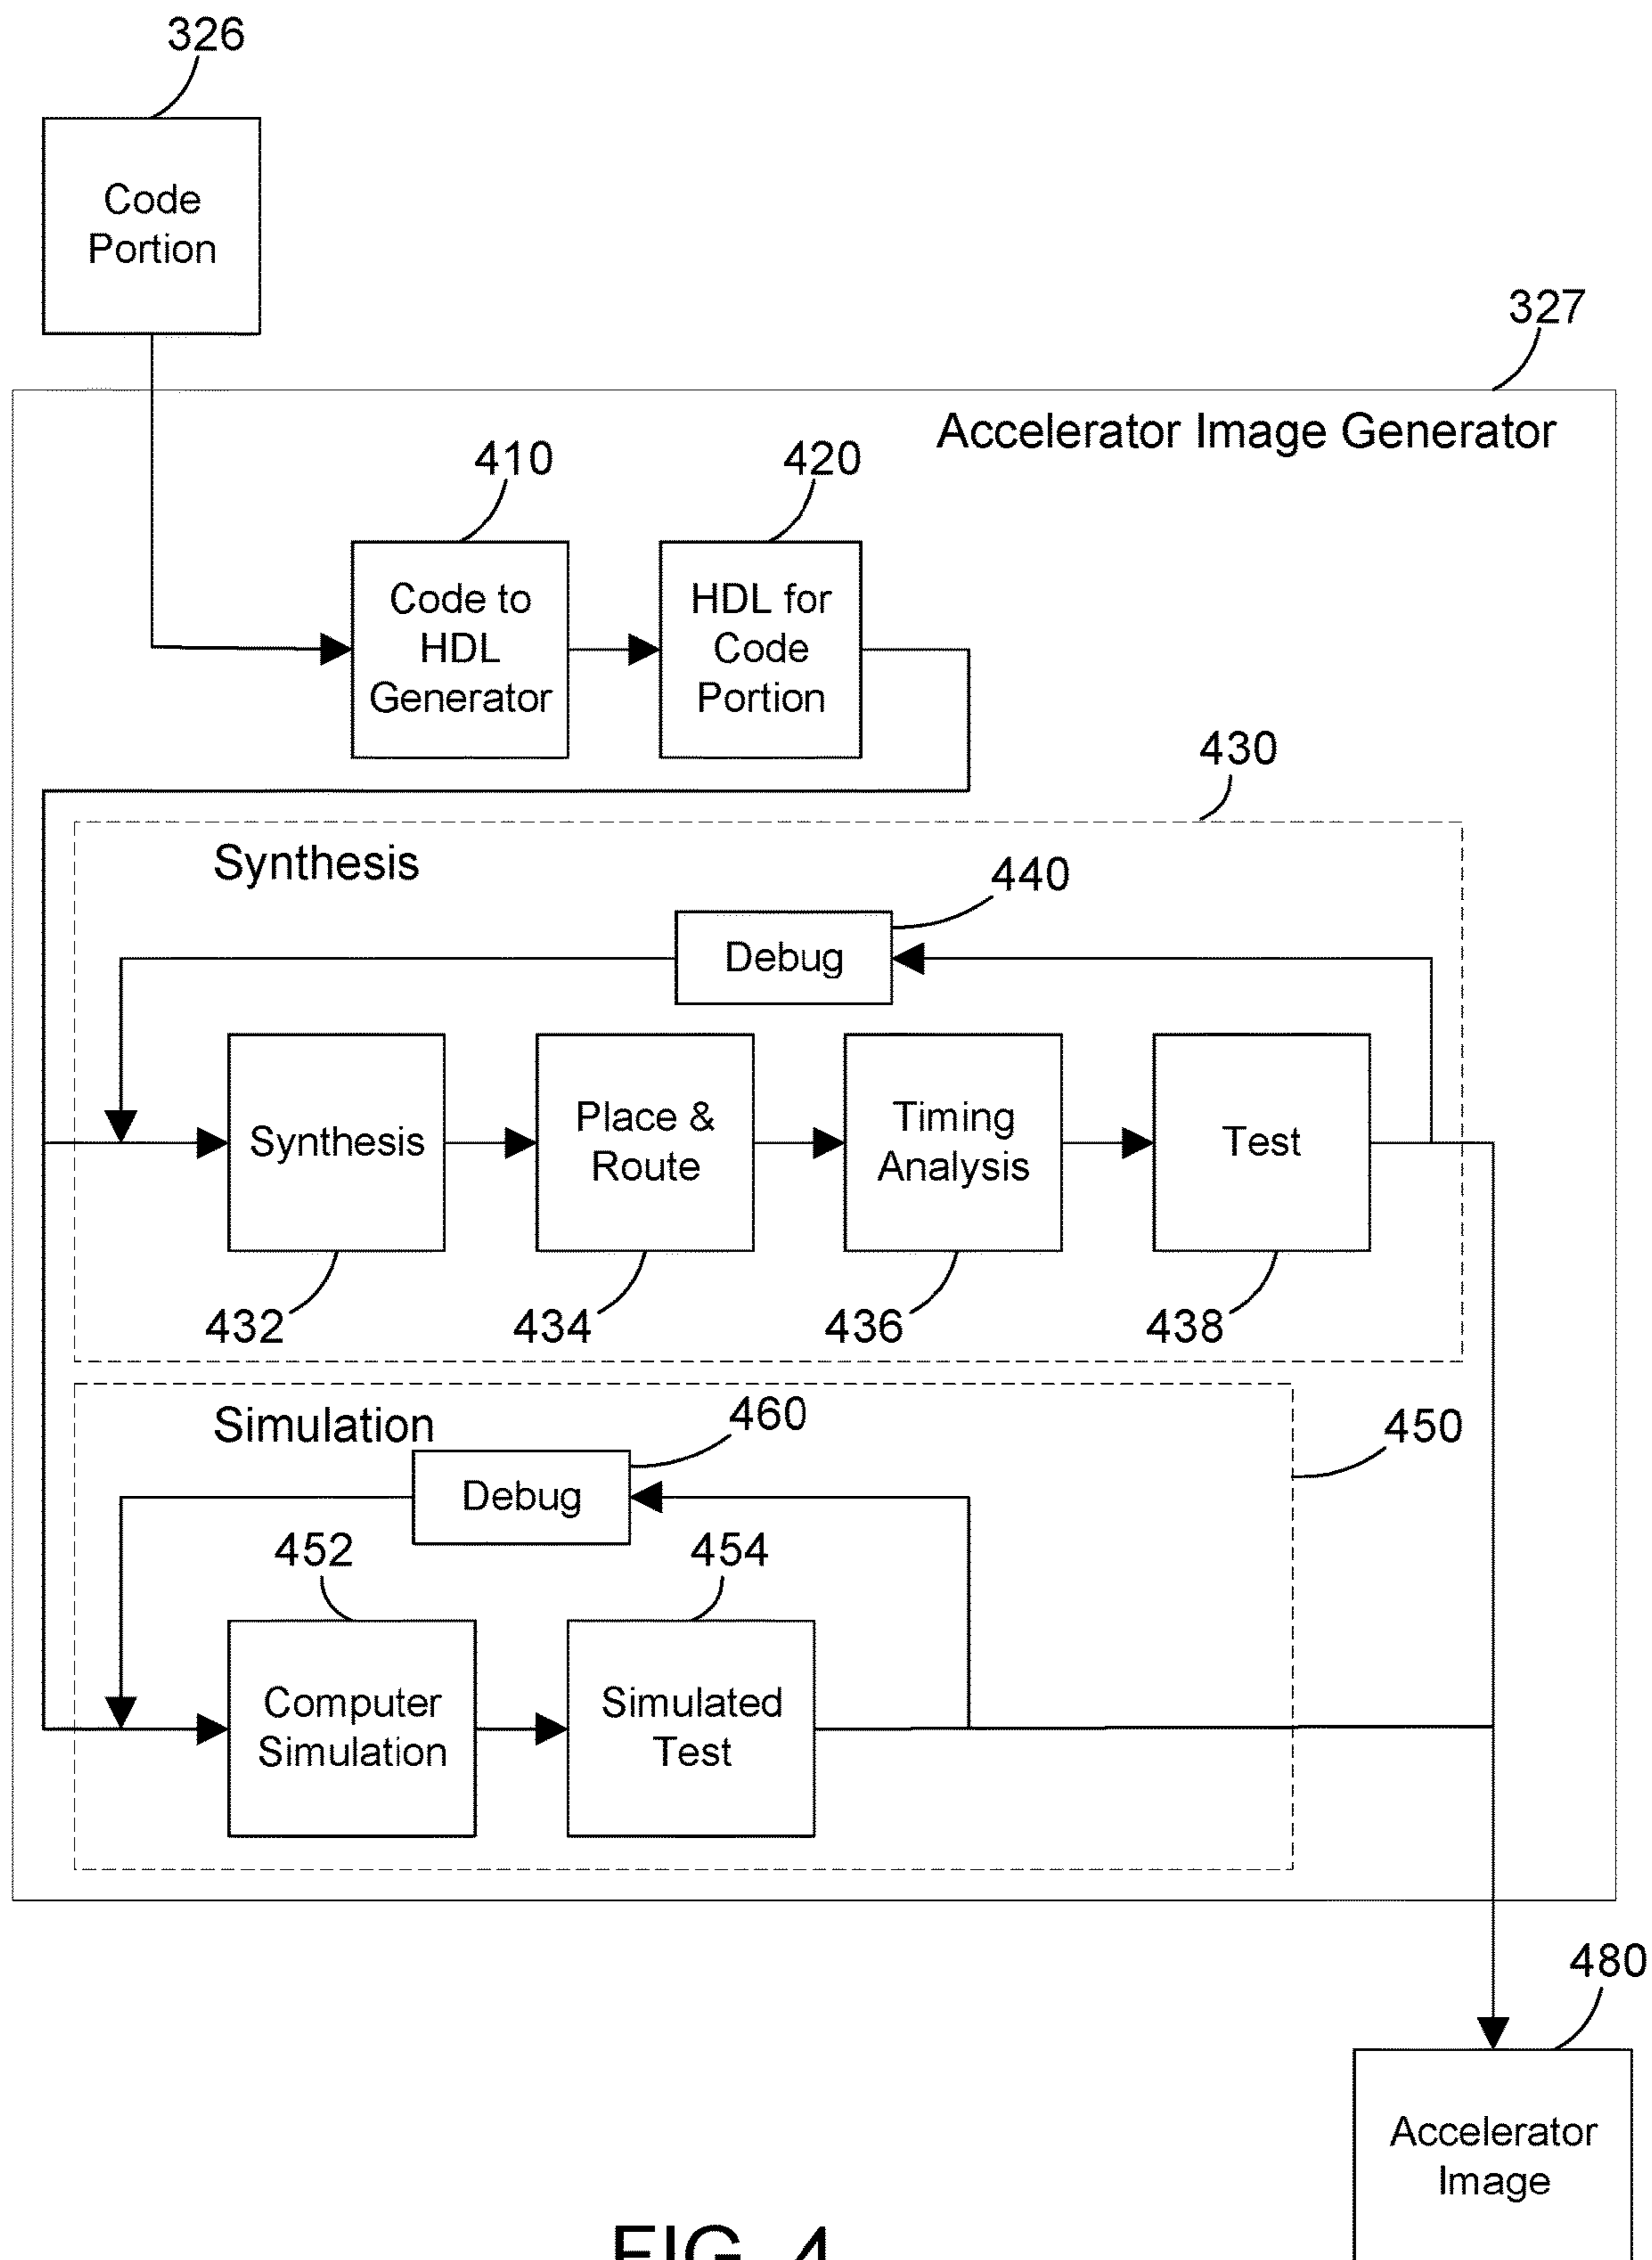 326
Code
Portion
327
Accelerator Image Generator
410
420
Code to
HDL
Generator
HDL for
Code
Portion
430
Synthesis
440
Debug
Synthesis
Place &
Route
Timing
Analysis
Test
432
434
436
438
Simulation
460
450
Debug
452
454
Computer
Simulation
Simulated
Test
480
Accelerator
Image
FIG. 4